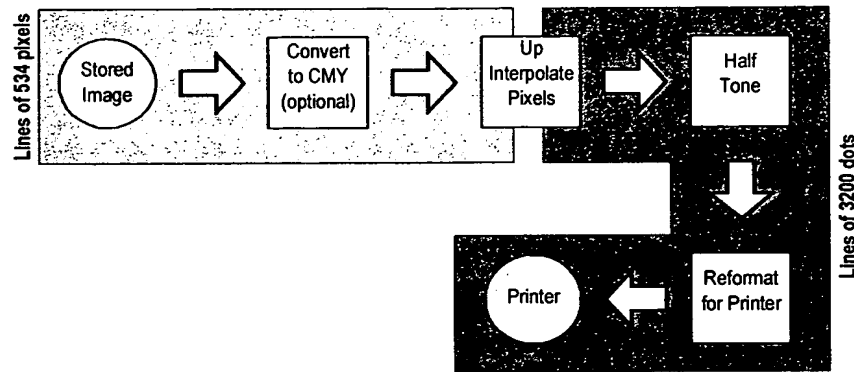 Lines of 534 pixels
Stored
Image
Convert
to CMY
(optional)
Up
Interpolate
Pixels
Half
Tone
Lines of 3200 dots
Reformat
for Printer
Printer